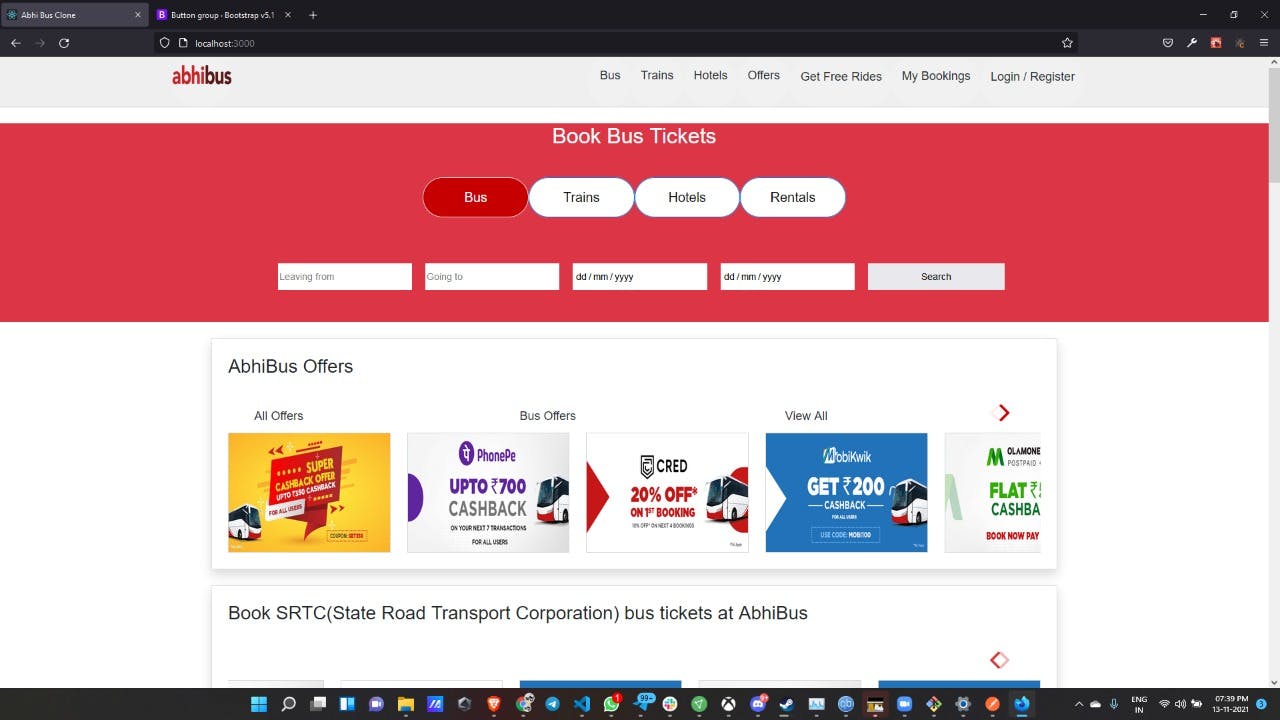 Abhi Bus Clone
Button group · Bootstrap v5.1
localhost:3000
abhibus
Bus Trains Hotels Offers Get Free Rides My Bookings Login / Register
Book Bus Tickets
Bus Trains Hotels Rentals
Leaving from Going to dd / mm / yyyy dd / mm / yyyy Search
AbhiBus Offers
All Offers Bus Offers View All
SUPER
CASHBACK OFFER
UPTO ₹350 CASHBACK
FOR ALL USERS
PhonePe
UPTO ₹700
CASHBACK
ON YOUR NEXT 7 TRANSACTIONS
FOR ALL USERS
CRED
20% OFF*
ON 1ST BOOKING
10% OFF* ON NEXT 4 BOOKINGS
MobiKwik
GET ₹200
CASHBACK
FOR ALL USERS
USE CODE: MOBI100
OLAMONE
POSTPAID +
FLAT ₹
CASHBA
BOOK NOW PAY
Book SRTC(State Road Transport Corporation) bus tickets at AbhiBus
1
99+
9+
ENG
IN
07:39 PM
13-11-2021
3